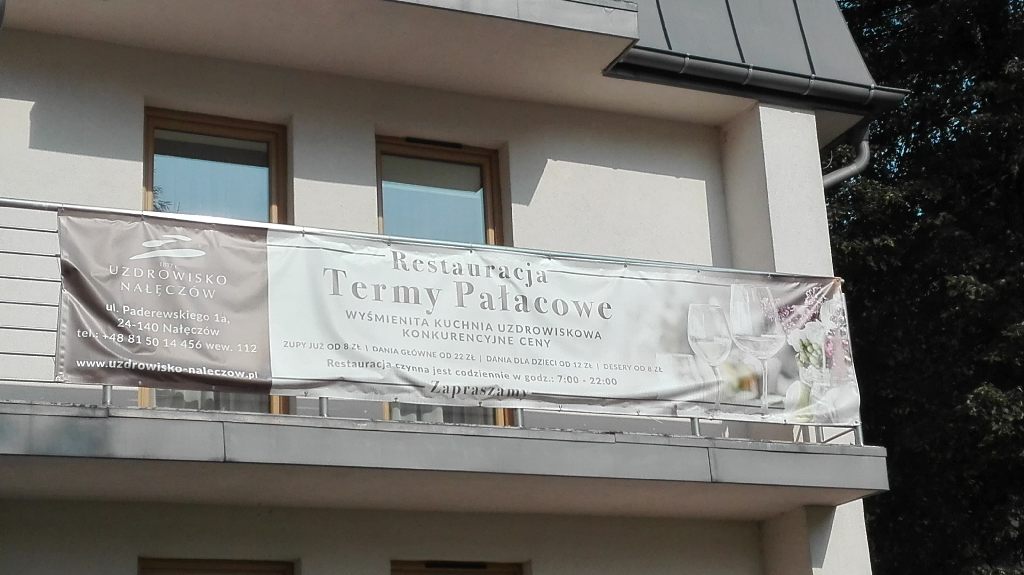 1817
UZDROWISKO
NAŁĘCZÓW
ul. Paderewskiego 1a,
24-140 Nałęczów
tel.: +48 81 50 14 456 wew. 112
www.uzdrowisko-naleczow.pl
Restauracja
Termy Pałacowe
WYŚMIENITA KUCHNIA UZDROWISKOWA
KONKURENCYJNE CENY
ZUPY JUŻ OD 8 ZŁ | DANIA GŁÓWNE OD 22 ZŁ | DANIA DLA DZIECI OD 12 ZŁ | DESERY OD 8 ZŁ
Restauracja czynna jest codziennie w godz.: 7:00 - 22:00
Zapraszamy